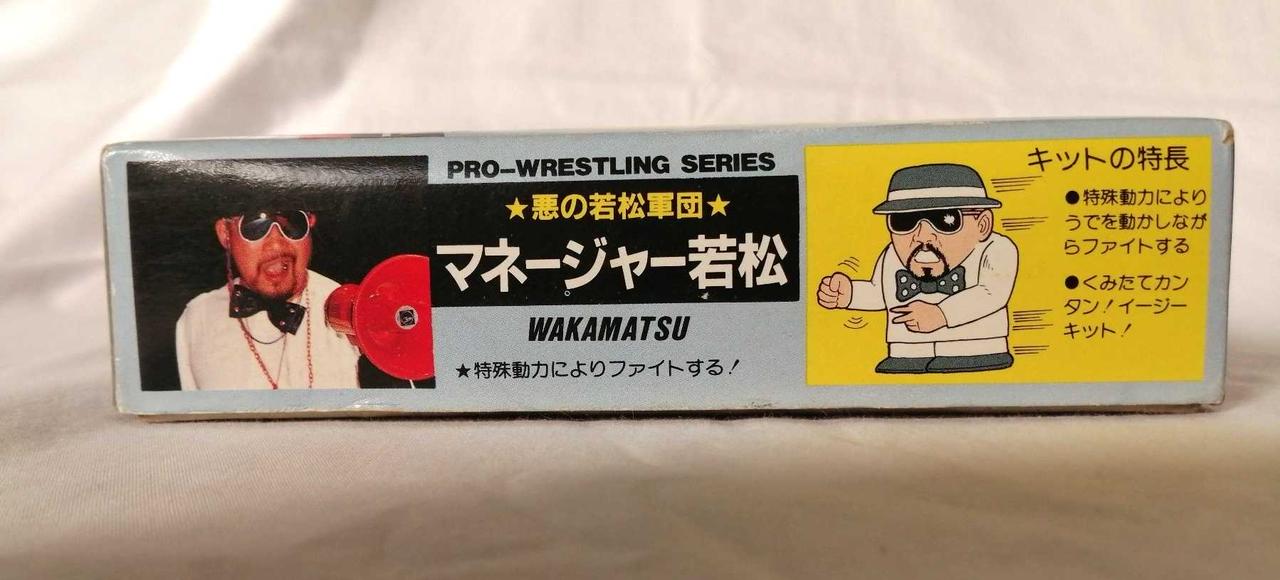 PRO-WRESTLING SERIES
★悪の若松軍団★
マネージャー若松
WAKAMATSU
★特殊動力によりファイトする!
キットの特長
●特殊動力により
うでを動かしなが
らファイトする
●くみたてカン
タン!イージー
キット!